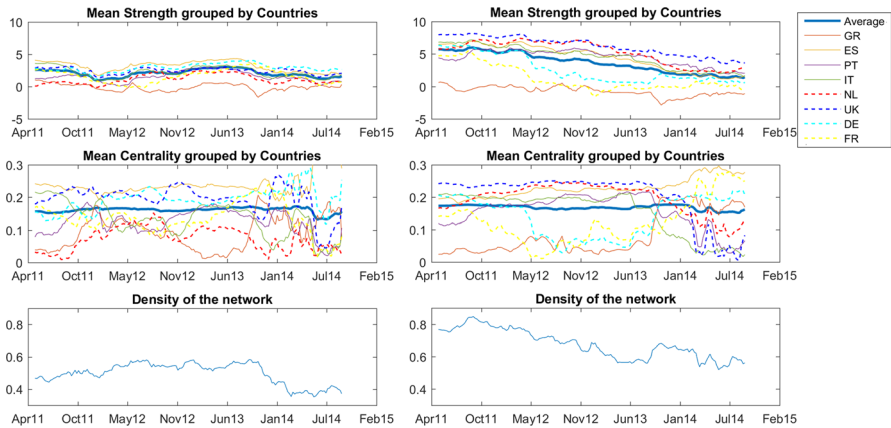 Mean Strength grouped by Countries
10
5
0
-5
Apr11 Oct11 May12 Nov12 Jun13 Jan14 Jul14 Feb15
Mean Strength grouped by Countries
10
5
0
-5
Apr11 Oct11 May12 Nov12 Jun13 Jan14 Jul14 Feb15
Average
GR
ES
PT
IT
NL
UK
DE
FR
Mean Centrality grouped by Countries
0.3
0.2
0.1
0
Apr11 Oct11 May12 Nov12 Jun13 Jan14 Jul14 Feb15
Mean Centrality grouped by Countries
0.3
0.2
0.1
0
Apr11 Oct11 May12 Nov12 Jun13 Jan14 Jul14 Feb15
Density of the network
0.8
0.6
0.4
Apr11 Oct11 May12 Nov12 Jun13 Jan14 Jul14 Feb15
Density of the network
0.8
0.6
0.4
Apr11 Oct11 May12 Nov12 Jun13 Jan14 Jul14 Feb15